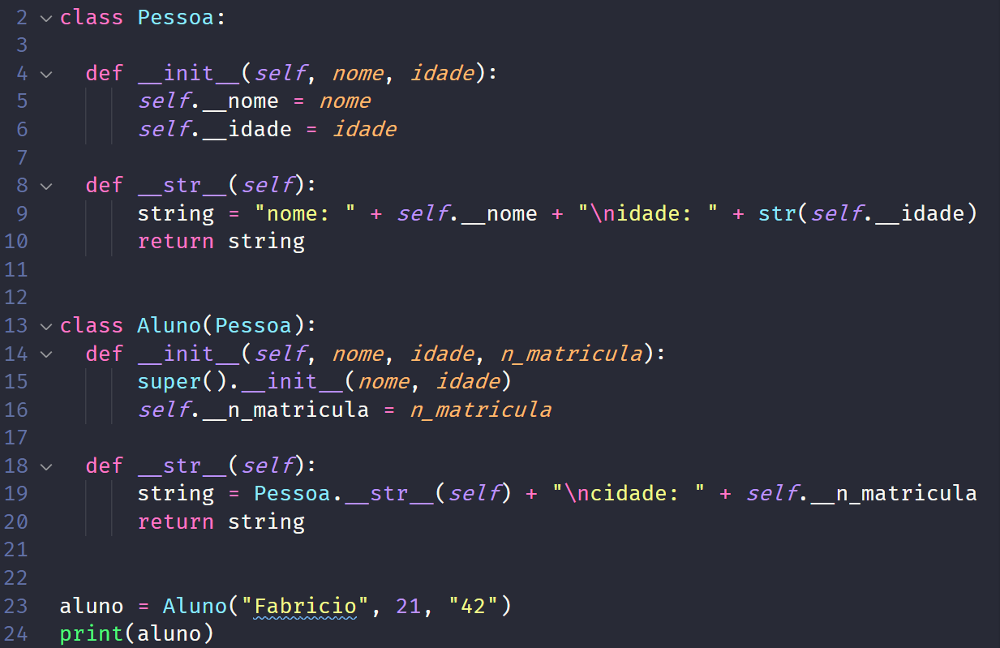 2 class Pessoa:
3
4   def __init__(self, nome, idade):
5       self.__nome = nome
6       self.__idade = idade
7
8   def __str__(self):
9       string = "nome: " + self.__nome + "\nidade: " + str(self.__idade)
10       return string
11
12
13 class Aluno(Pessoa):
14   def __init__(self, nome, idade, n_matricula):
15       super().__init__(nome, idade)
16       self.__n_matricula = n_matricula
17
18   def __str__(self):
19       string = Pessoa.__str__(self) + "\ncidade: " + self.__n_matricula
20       return string
21
22
23 aluno = Aluno("Fabricio", 21, "42")
24 print(aluno)